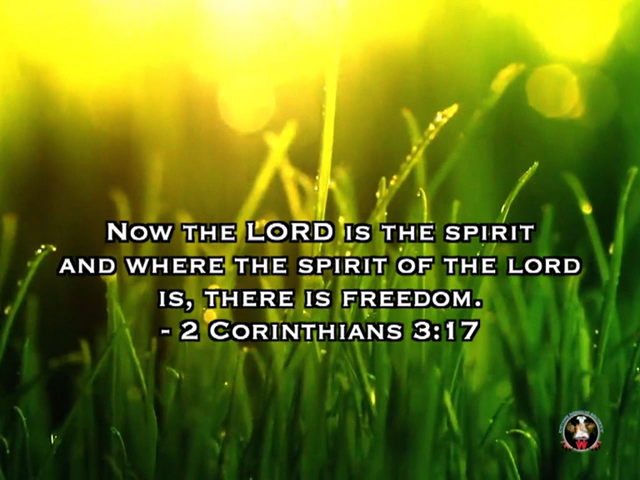 Now the LORD is the spirit
and where the spirit of the lord
is, there is freedom.
- 2 Corinthians 3:17
W